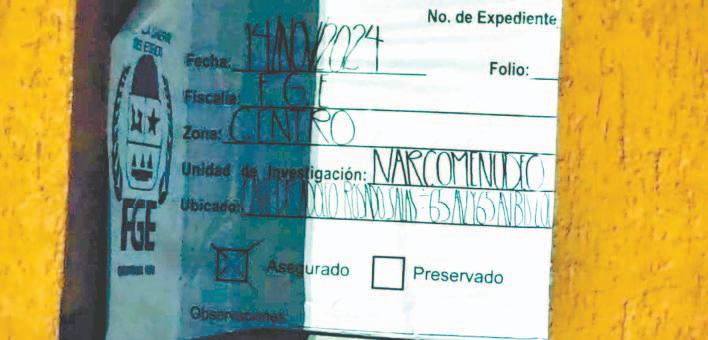 No. de Expediente
Fecha: 14/NOV/2024
Folio:
Fiscalía: FGE
Zona: CENTRO
Unidad de Investigación: NARCOMENUDEO
Ubicado:
FGE
Asegurado Preservado
Observaciones: